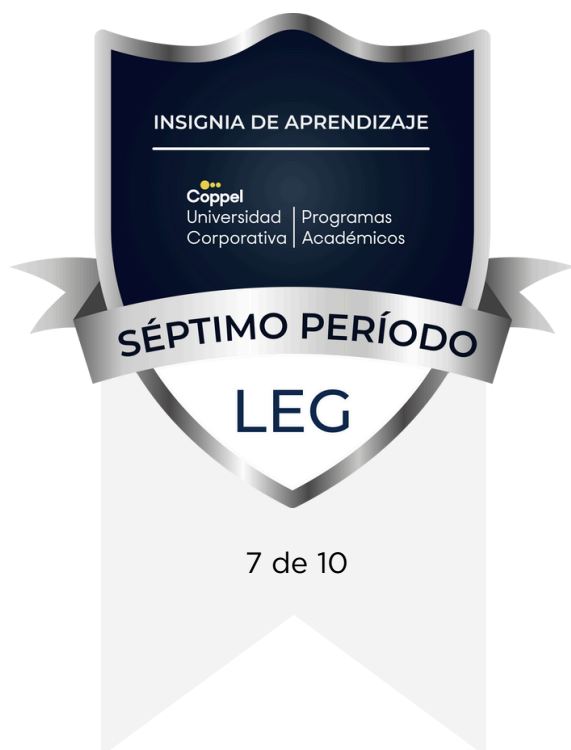 INSIGNIA DE APRENDIZAJE
Coppel
Universidad | Programas
Corporativa | Académicos
SÉPTIMO PERÍODO
LEG
7 de 10